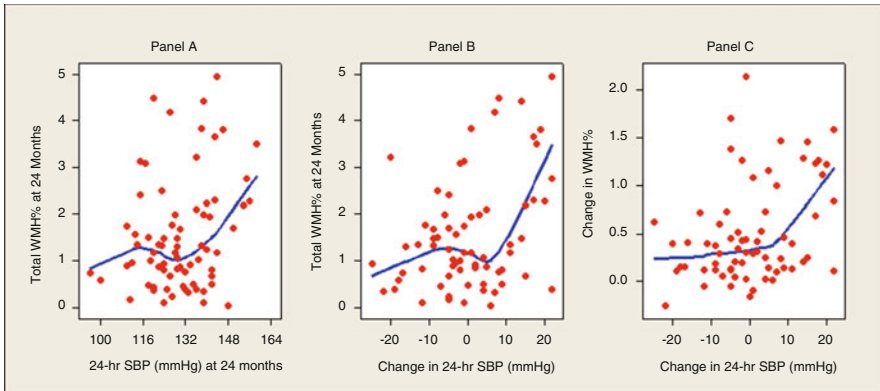 Panel A
Total WMH% at 24 Months
5
4
3
2
1
0
100 116 132 148 164
24-hr SBP (mmHg) at 24 months
Panel B
Total WMH% at 24 Months
5
4
3
2
1
0
-20 -10 0 10 20
Change in 24-hr SBP (mmHg)
Panel C
Change in WMH%
2.0
1.5
1.0
0.5
0.0
-20 -10 0 10 20
Change in 24-hr SBP (mmHg)